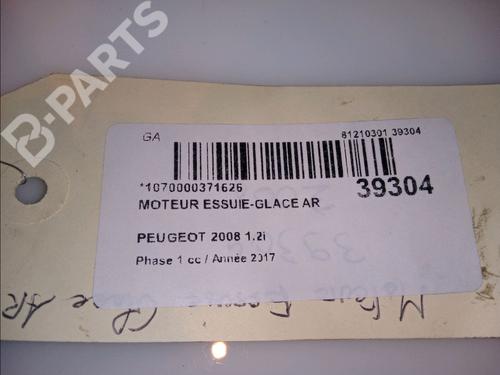 B-PARTS
GA
81210301 39304
*1070000371626
39304
MOTEUR ESSUIE-GLACE AR
PEUGEOT 2008 1.2i
Phase 1 cc / Année 2017